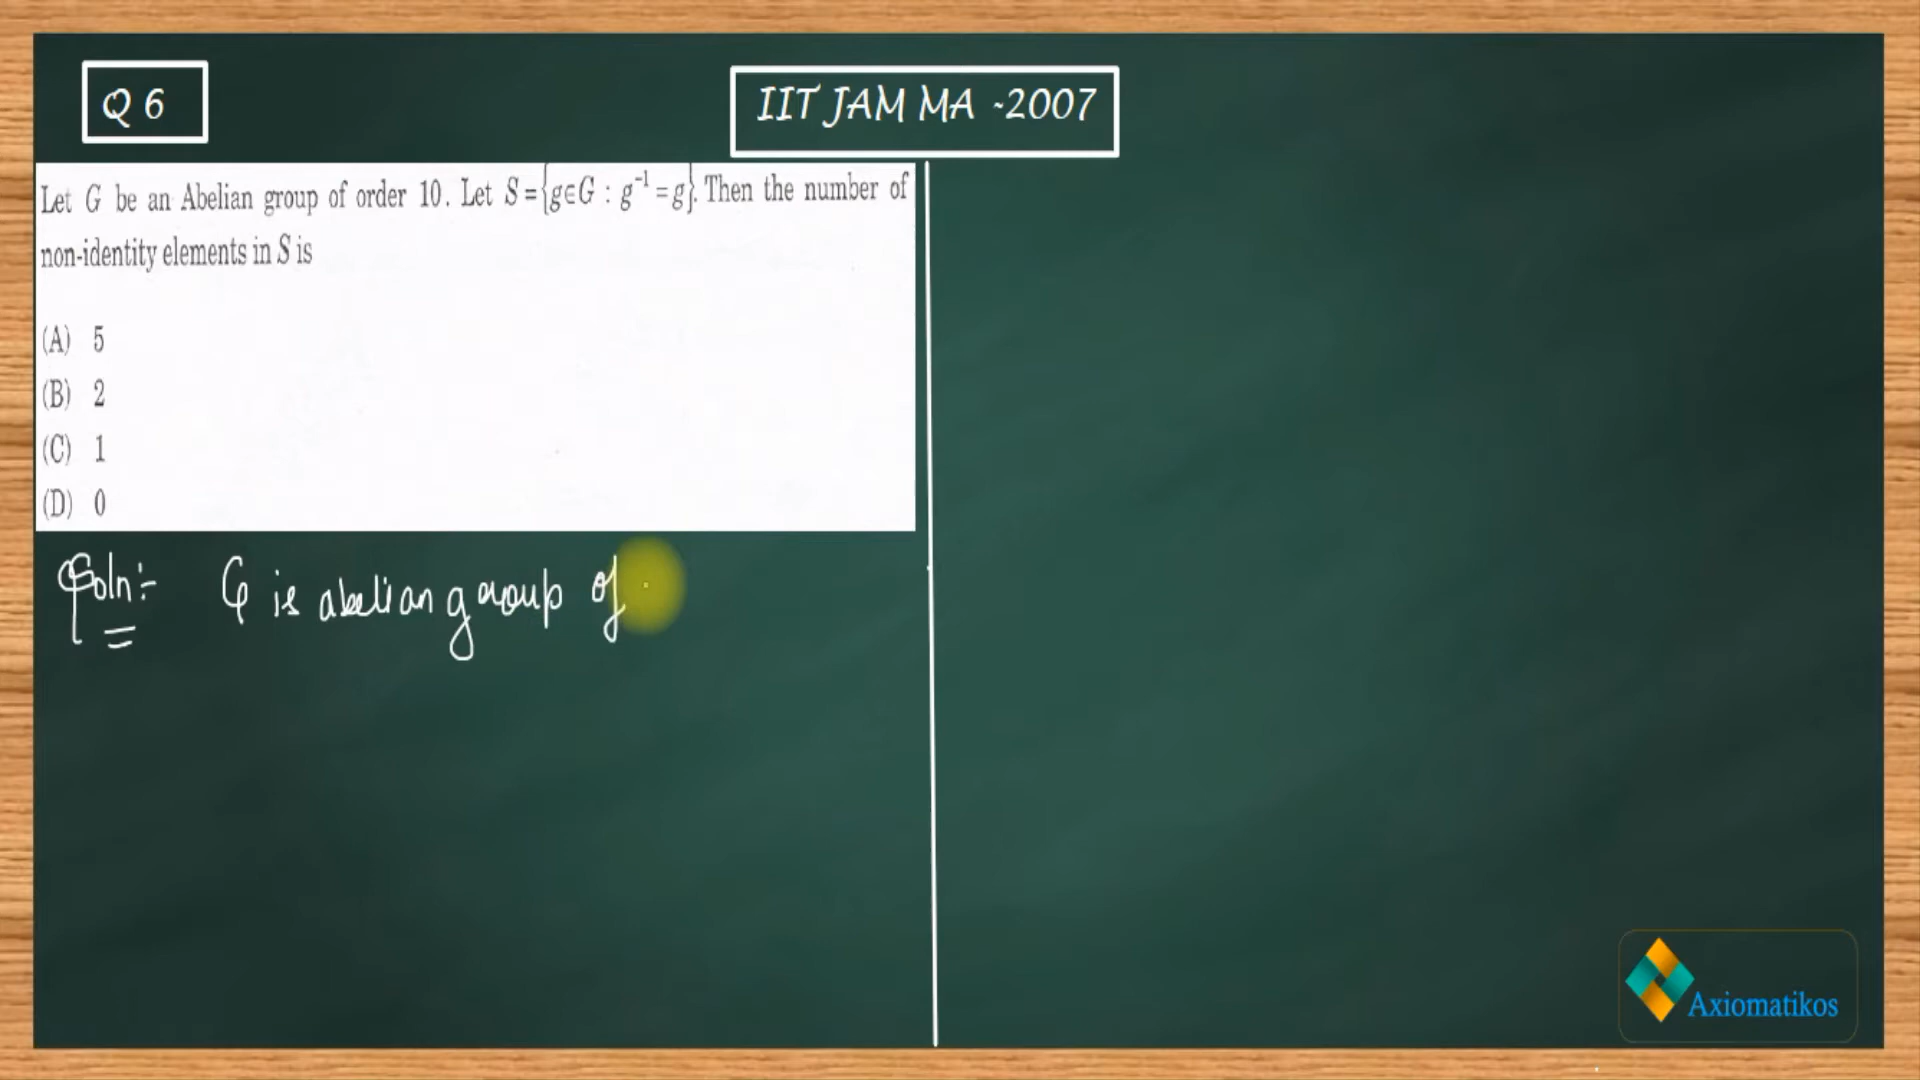 Q 6
IIT JAM MA -2007
Let G be an Abelian group of order 10. Let S = {g∈G : g⁻¹ = g}. Then the number of
non-identity elements in S is
(A) 5
(B) 2
(C) 1
(D) 0
Soln:- G is abelian group of
Axiomatikos